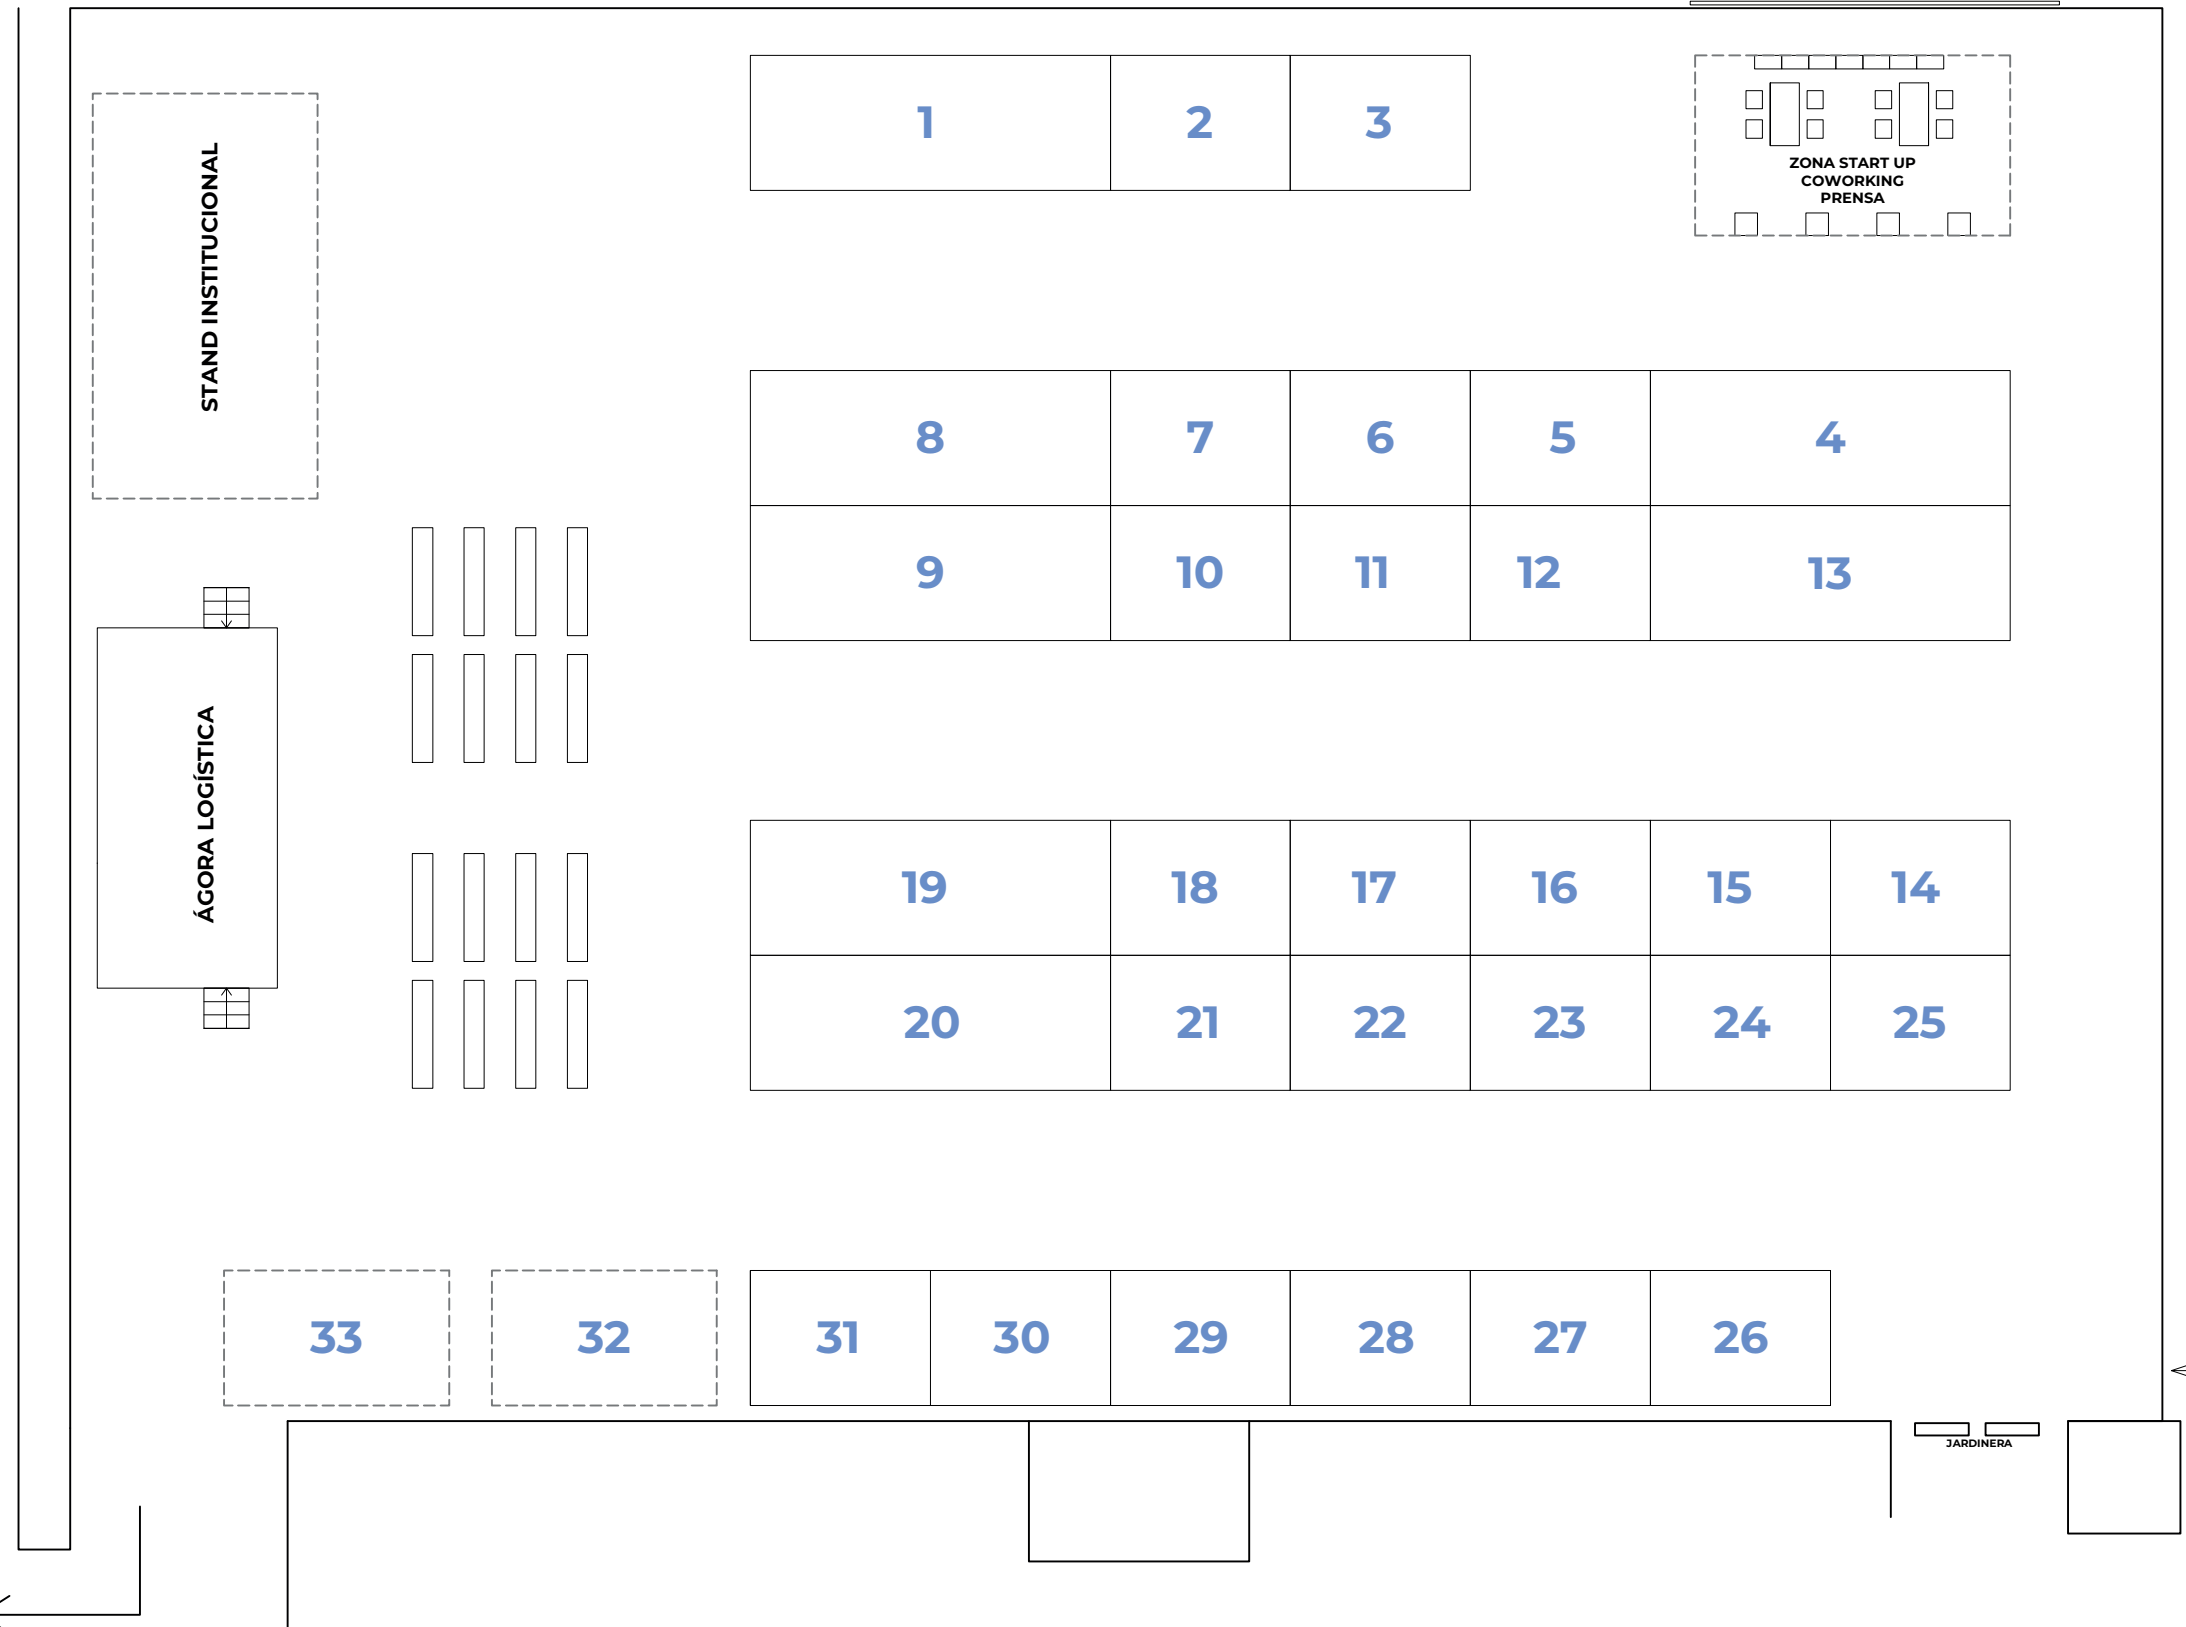 1 2 3
ZONA START UP
COWORKING
PRENSA
STAND INSTITUCIONAL
8 7 6 5 4
9 10 11 12 13
ÁGORA LOGÍSTICA
19 18 17 16 15 14
20 21 22 23 24 25
33 32 31 30 29 28 27 26
JARDINERA